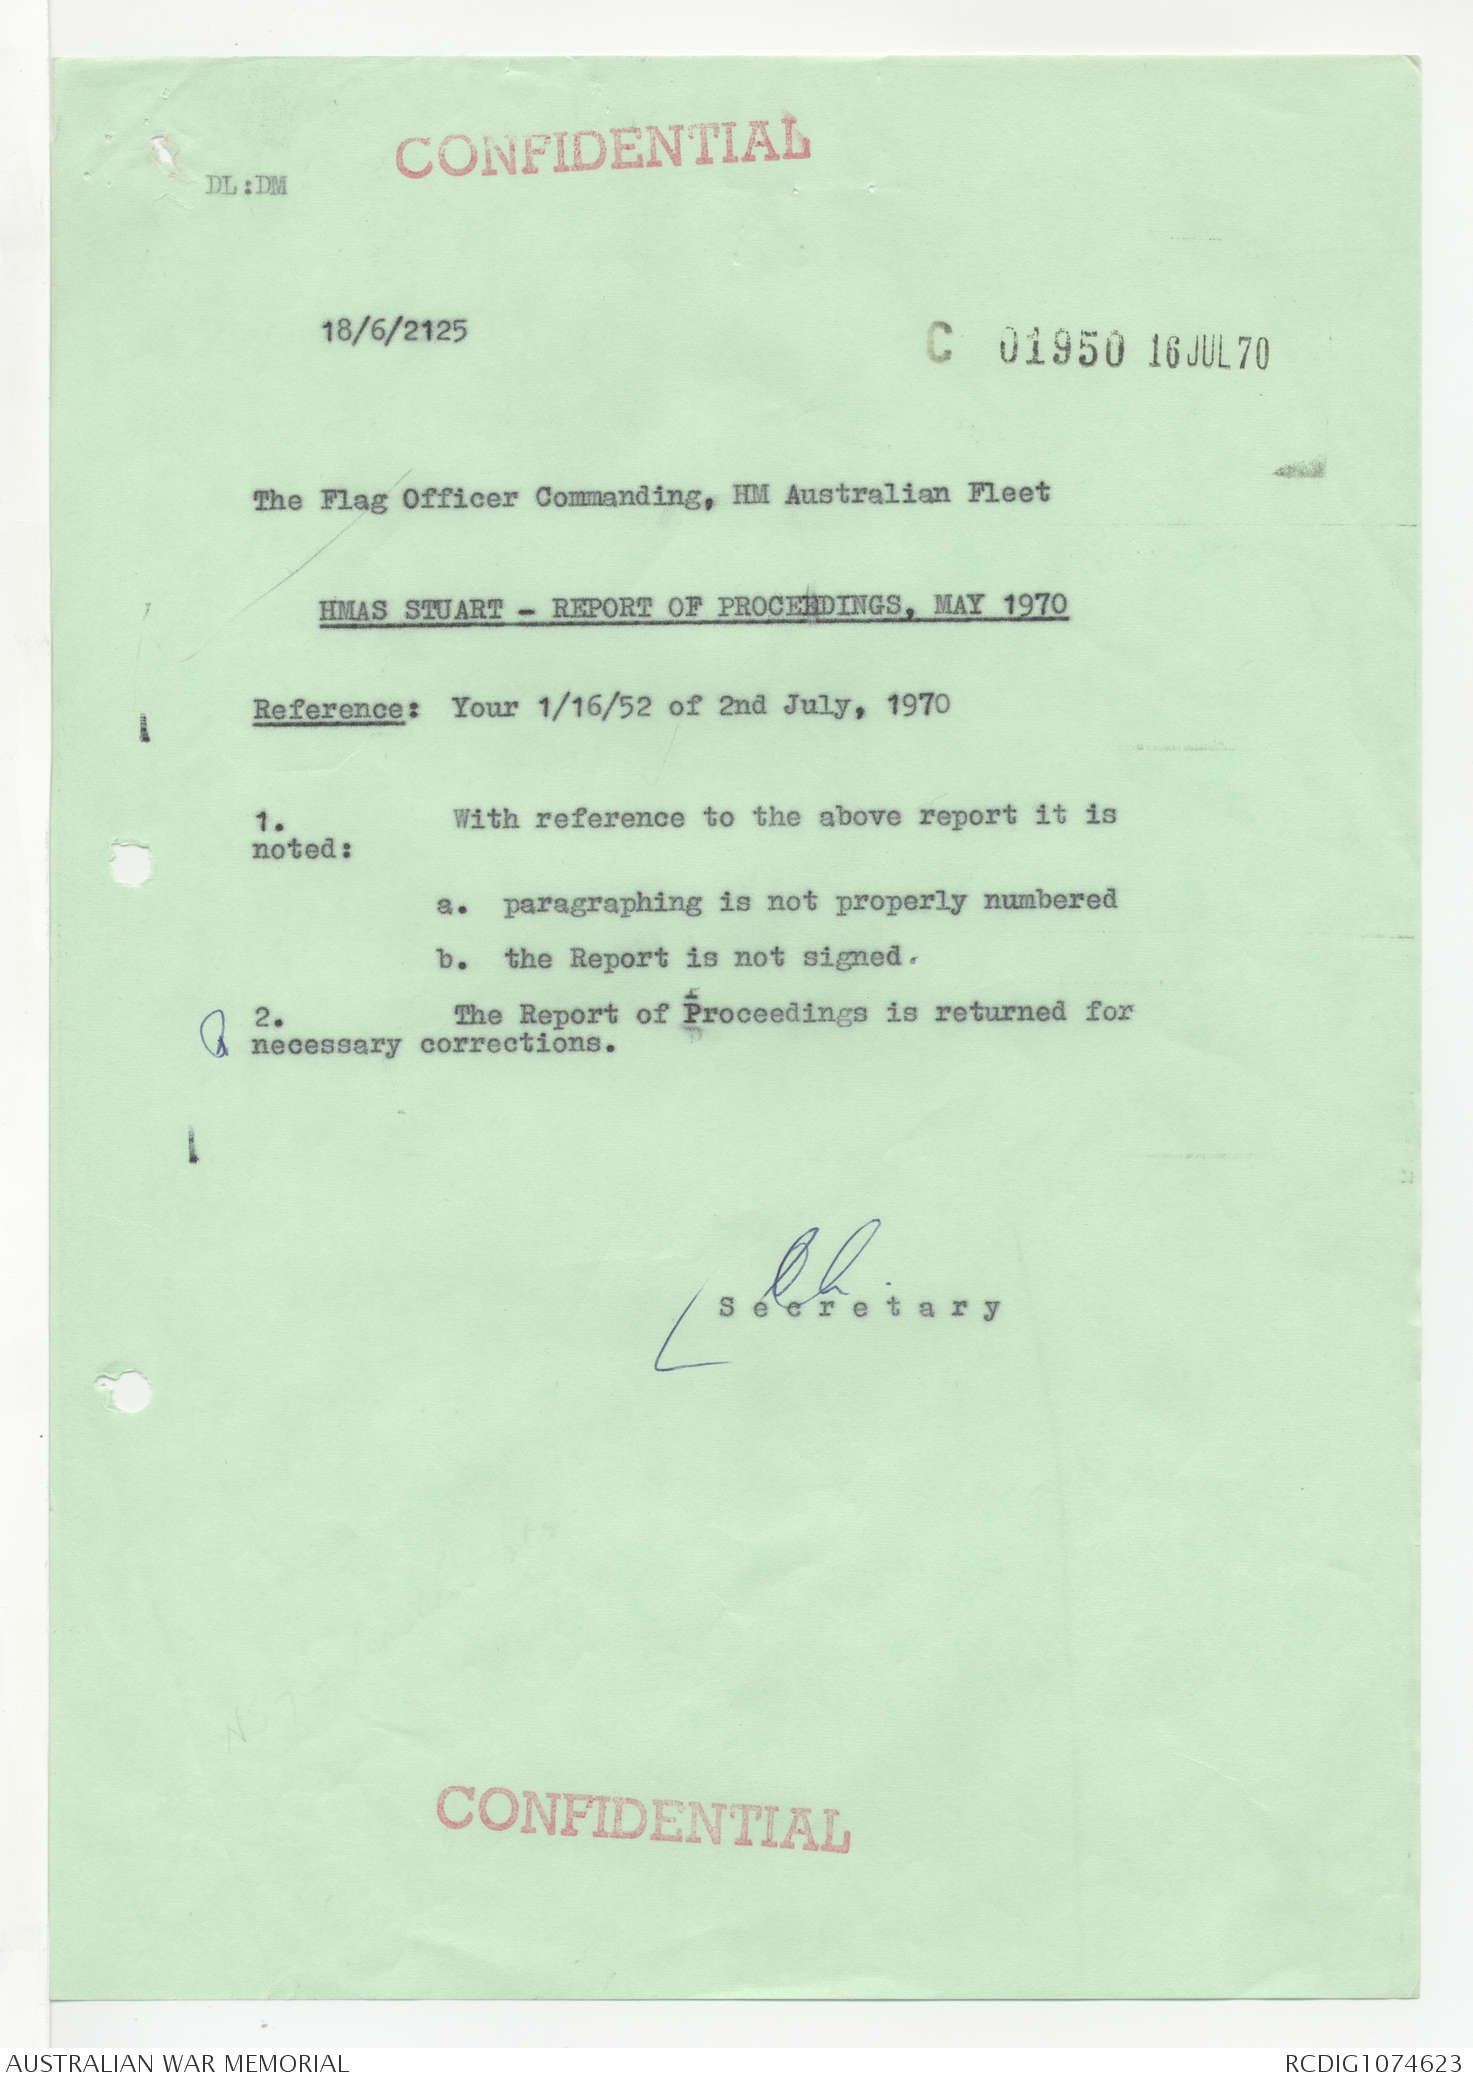 CONFIDENTIAL
DL:DM
18/6/2125
C 01950 16 JUL 70
The Flag Officer Commanding, HM Australian Fleet
HMAS STUART - REPORT OF PROCEEDINGS, MAY 1970
Reference: Your 1/16/52 of 2nd July, 1970
1. With reference to the above report it is
noted:
a. paragraphing is not properly numbered
b. the Report is not signed.
2. The Report of Proceedings is returned for
necessary corrections.
Secretary
CONFIDENTIAL
AUSTRALIAN WAR MEMORIAL
RCDIG1074623